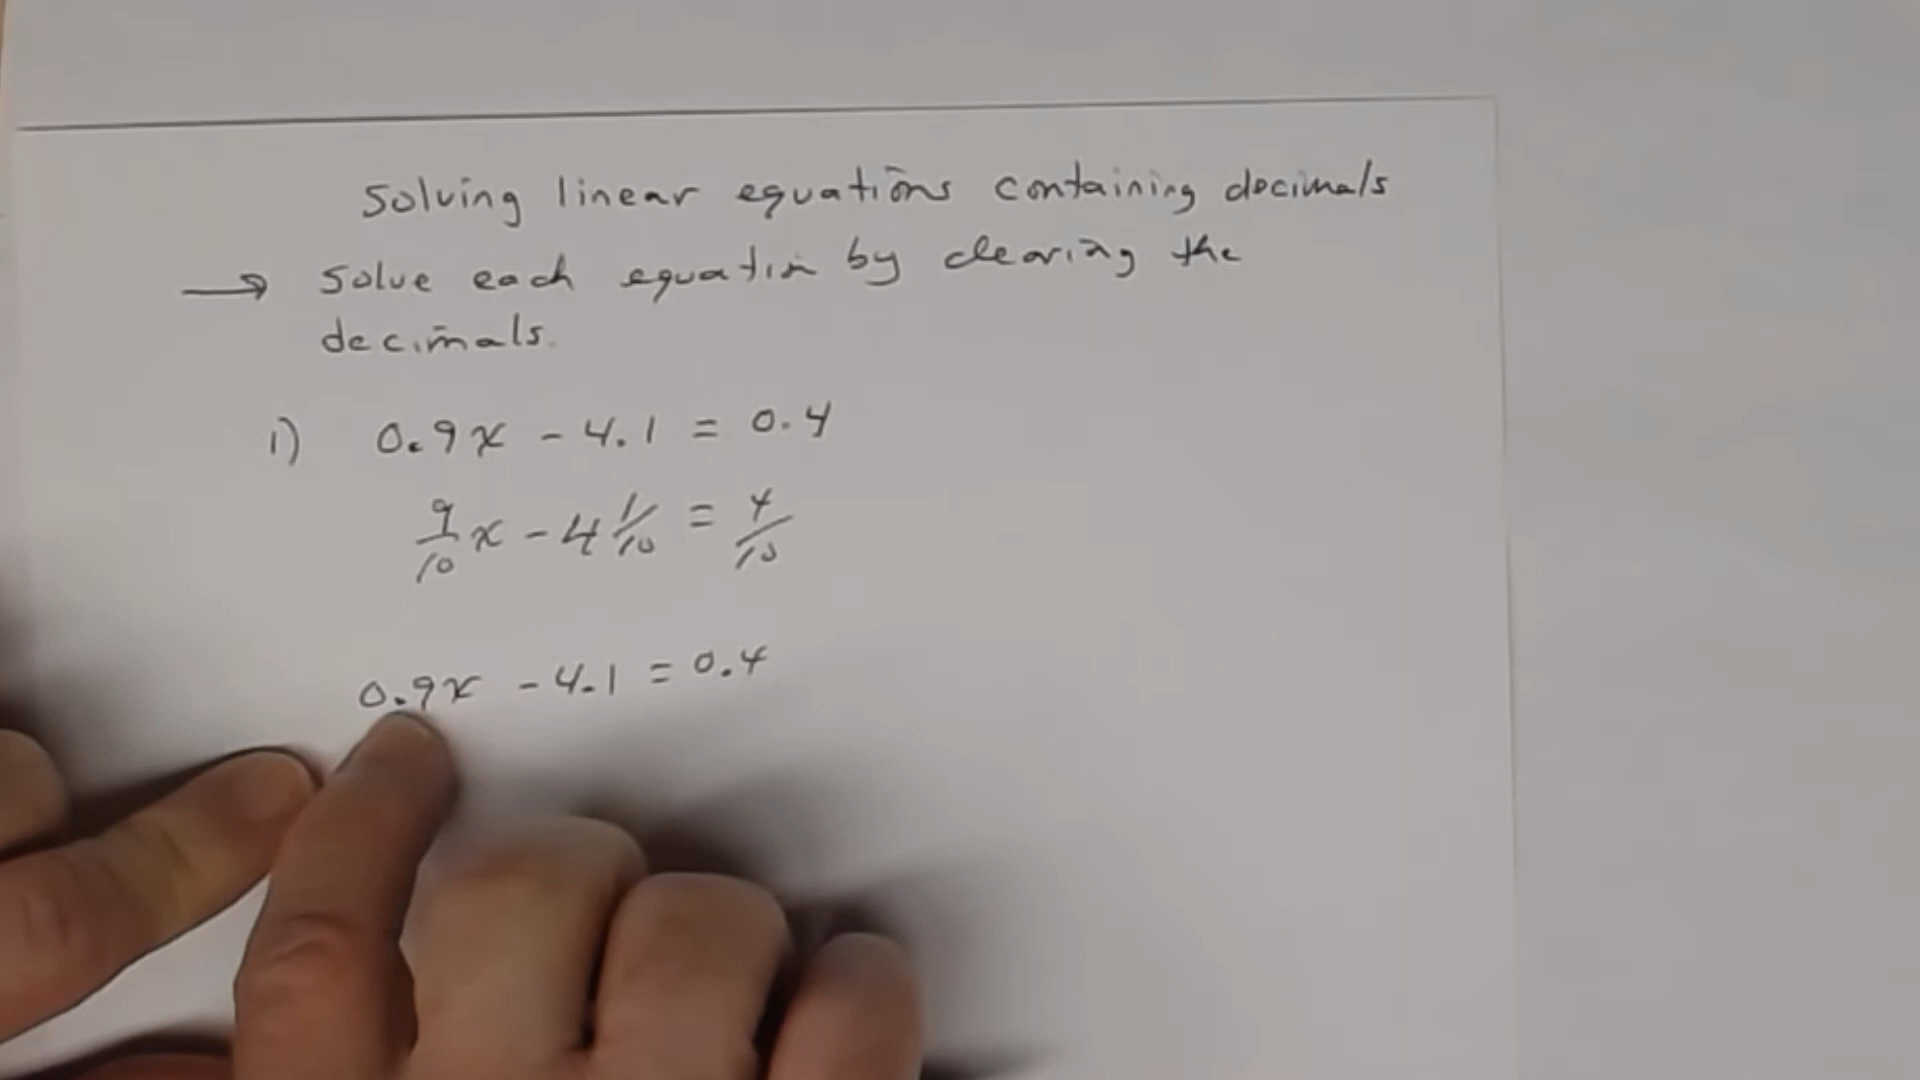 Solving linear equations containing decimals
→ Solve each equation by clearing the
decimals.
1) 0.9x - 4.1 = 0.4
9/10 x - 4 1/10 = 4/10
0.9x - 4.1 = 0.4